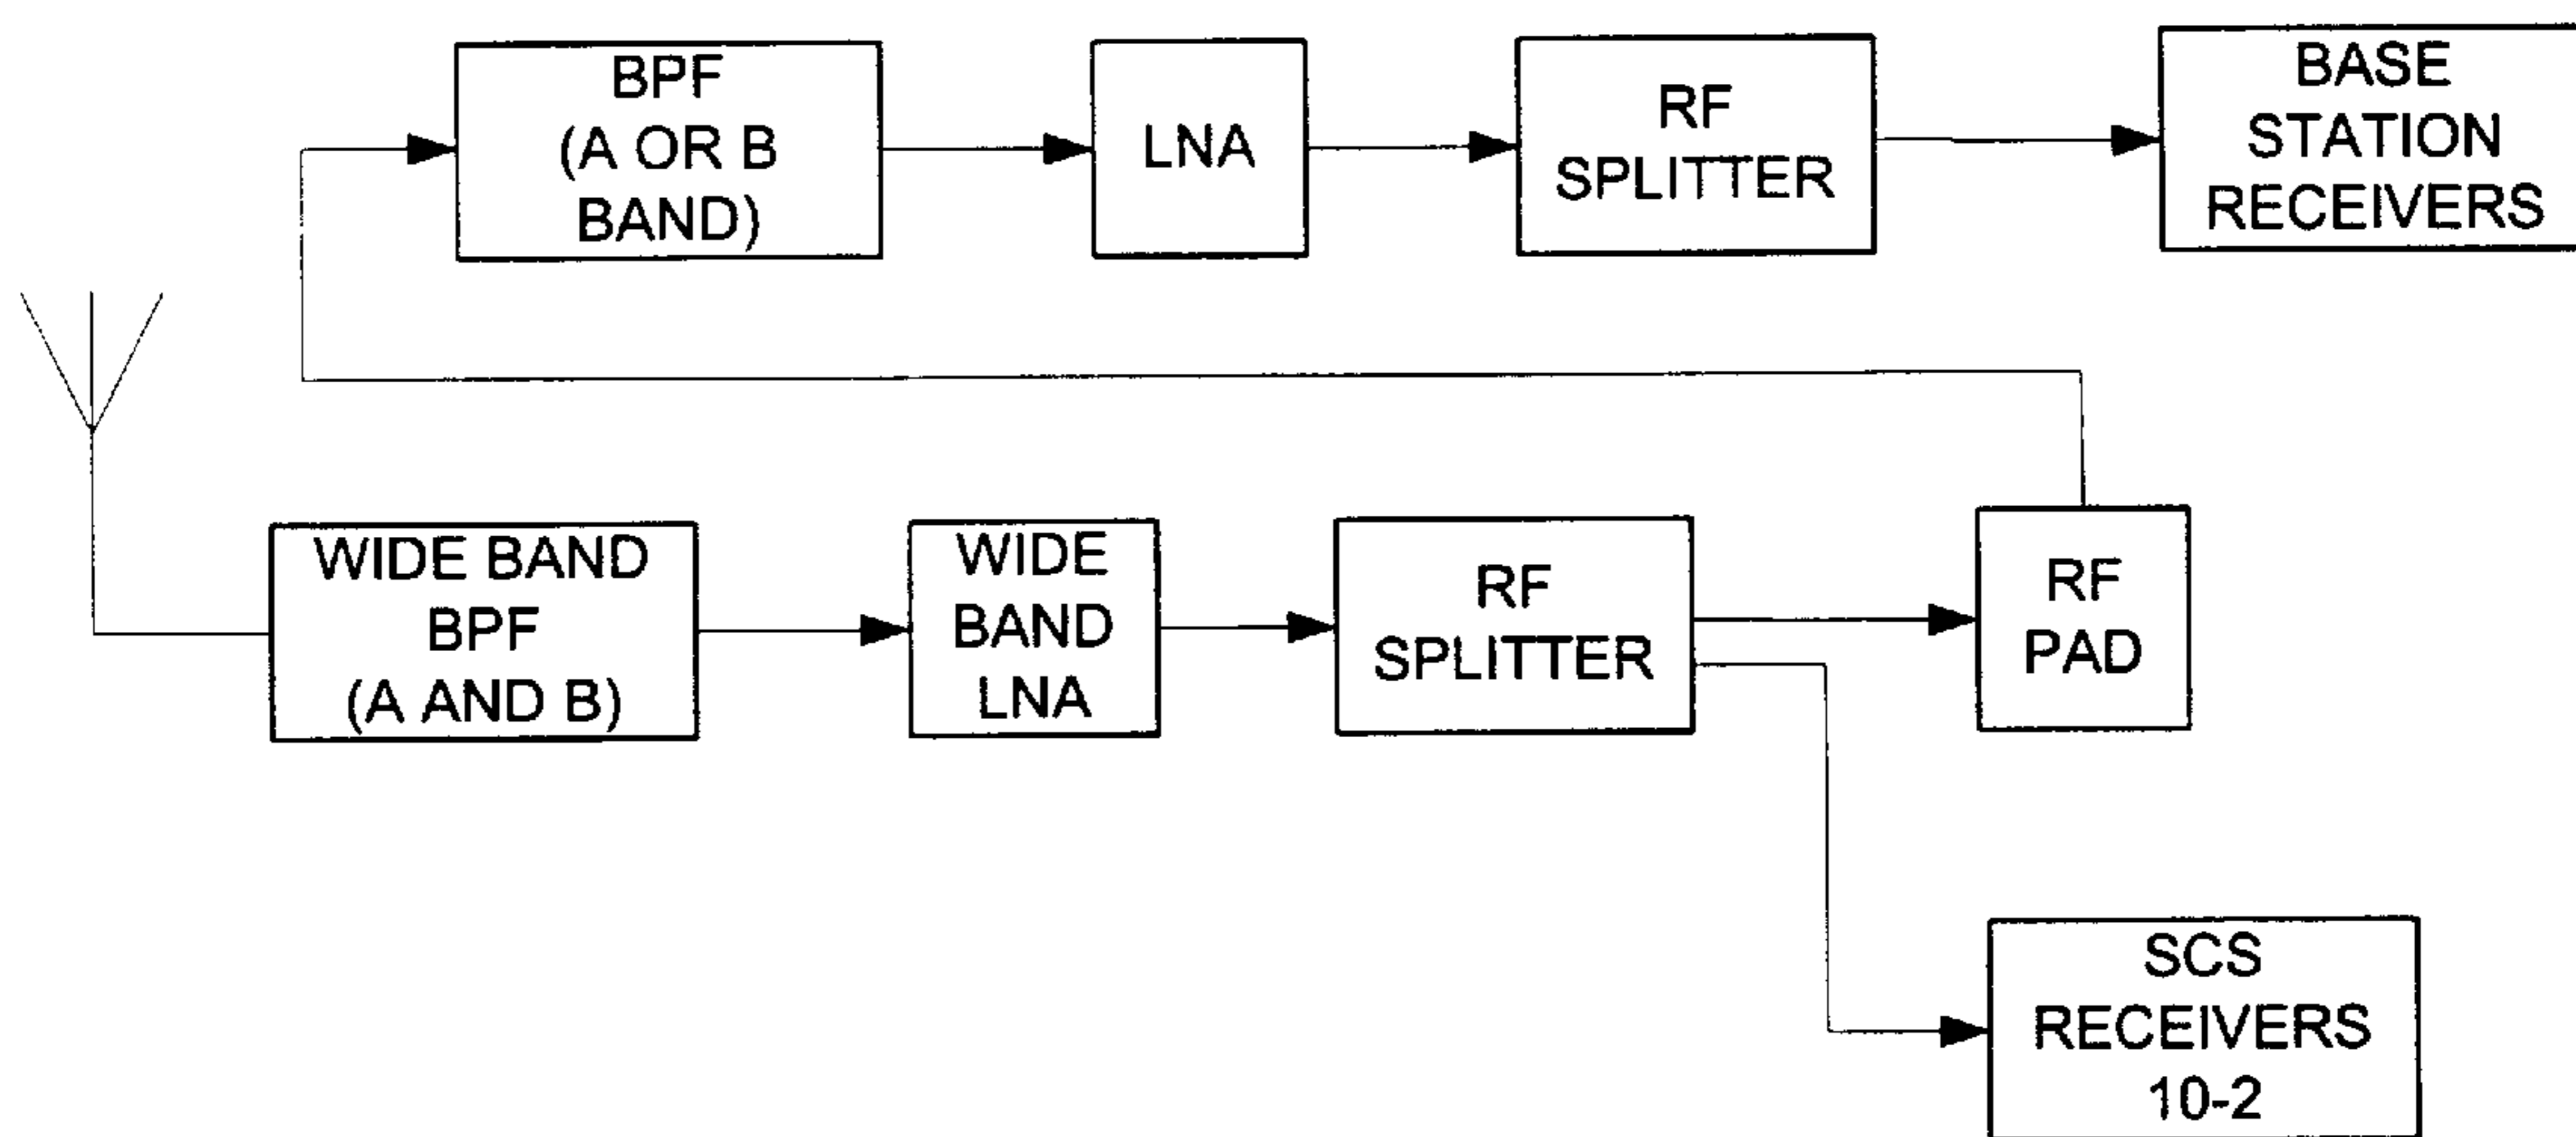 BPF
(A OR B
BAND)
LNA
RF
SPLITTER
BASE
STATION
RECEIVERS
WIDE BAND
BPF
(A AND B)
WIDE
BAND
LNA
RF
SPLITTER
RF
PAD
SCS
RECEIVERS
10-2